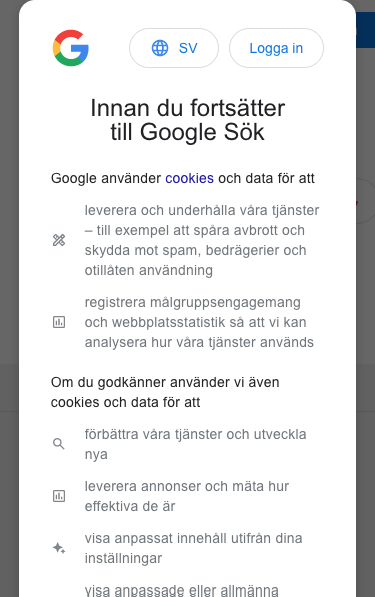 SV
Logga in
Innan du fortsätter
till Google Sök
Google använder cookies och data för att
leverera och underhålla våra tjänster
– till exempel att spåra avbrott och
skydda mot spam, bedrägerier och
otillåten användning
registrera målgruppsengagemang
och webbplatsstatistik så att vi kan
analysera hur våra tjänster används
Om du godkänner använder vi även
cookies och data för att
förbättra våra tjänster och utveckla
nya
leverera annonser och mäta hur
effektiva de är
visa anpassat innehåll utifrån dina
inställningar
visa anpassade eller allmänna